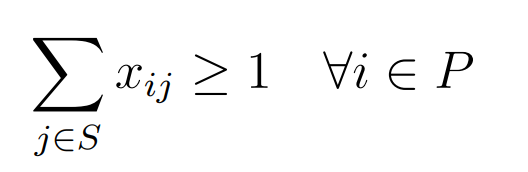 ∑_{j∈S} x_{ij} ≥ 1 ∀i ∈ P